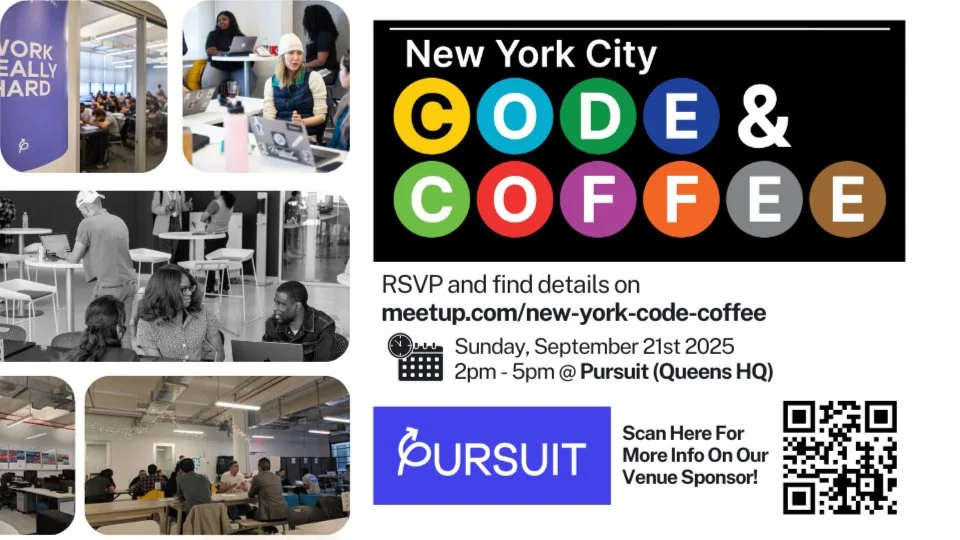 WORK
REALLY
HARD
New York City
CODE &
COFFEE
RSVP and find details on
meetup.com/new-york-code-coffee
Sunday, September 21st 2025
2pm - 5pm @ Pursuit (Queens HQ)
PURSUIT
Scan Here For
More Info On Our
Venue Sponsor!